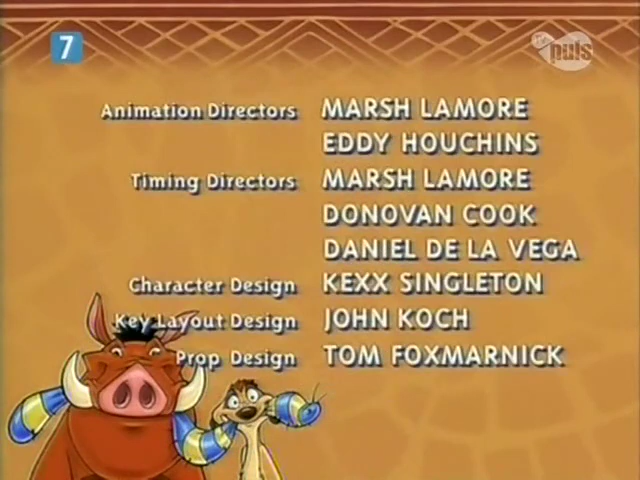 7
TV puls
Animation Directors MARSH LAMORE
EDDY HOUCHINS
Timing Directors MARSH LAMORE
DONOVAN COOK
DANIEL DE LA VEGA
Character Design KEXX SINGLETON
Key Layout Design JOHN KOCH
Prop Design TOM FOXMARNICK